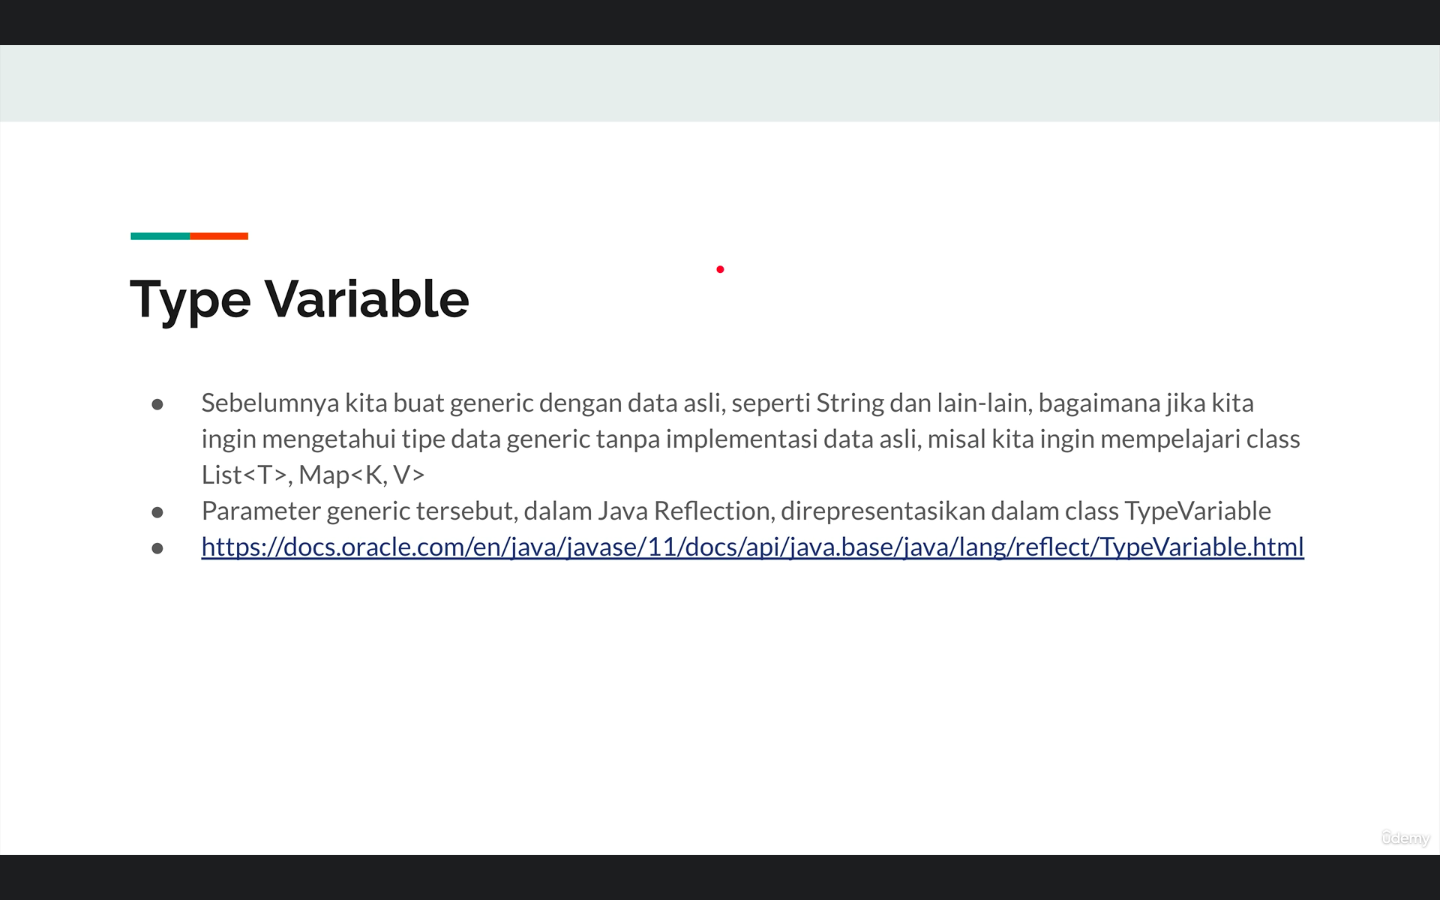 Type Variable
● Sebelumnya kita buat generic dengan data asli, seperti String dan lain-lain, bagaimana jika kita
ingin mengetahui tipe data generic tanpa implementasi data asli, misal kita ingin mempelajari class
List<T>, Map<K, V>
● Parameter generic tersebut, dalam Java Reflection, direpresentasikan dalam class TypeVariable
● https://docs.oracle.com/en/java/javase/11/docs/api/java.base/java/lang/reflect/TypeVariable.html
ûdemy